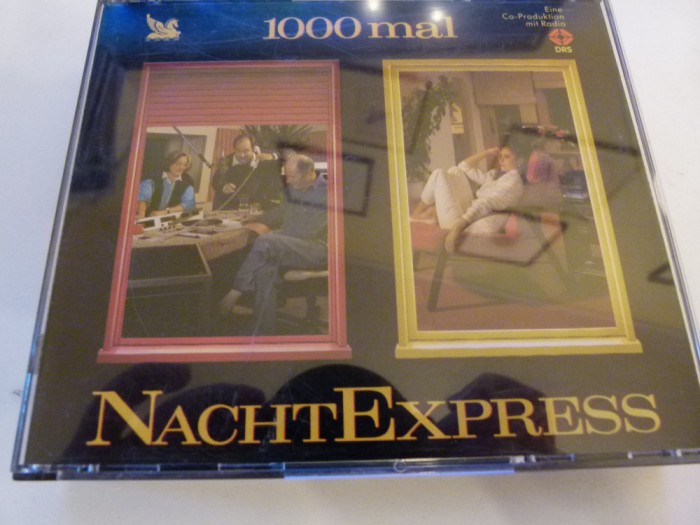 1000 mal
Eine
Co-Produktion
mit Radio
DRS
NACHTEXPRESS